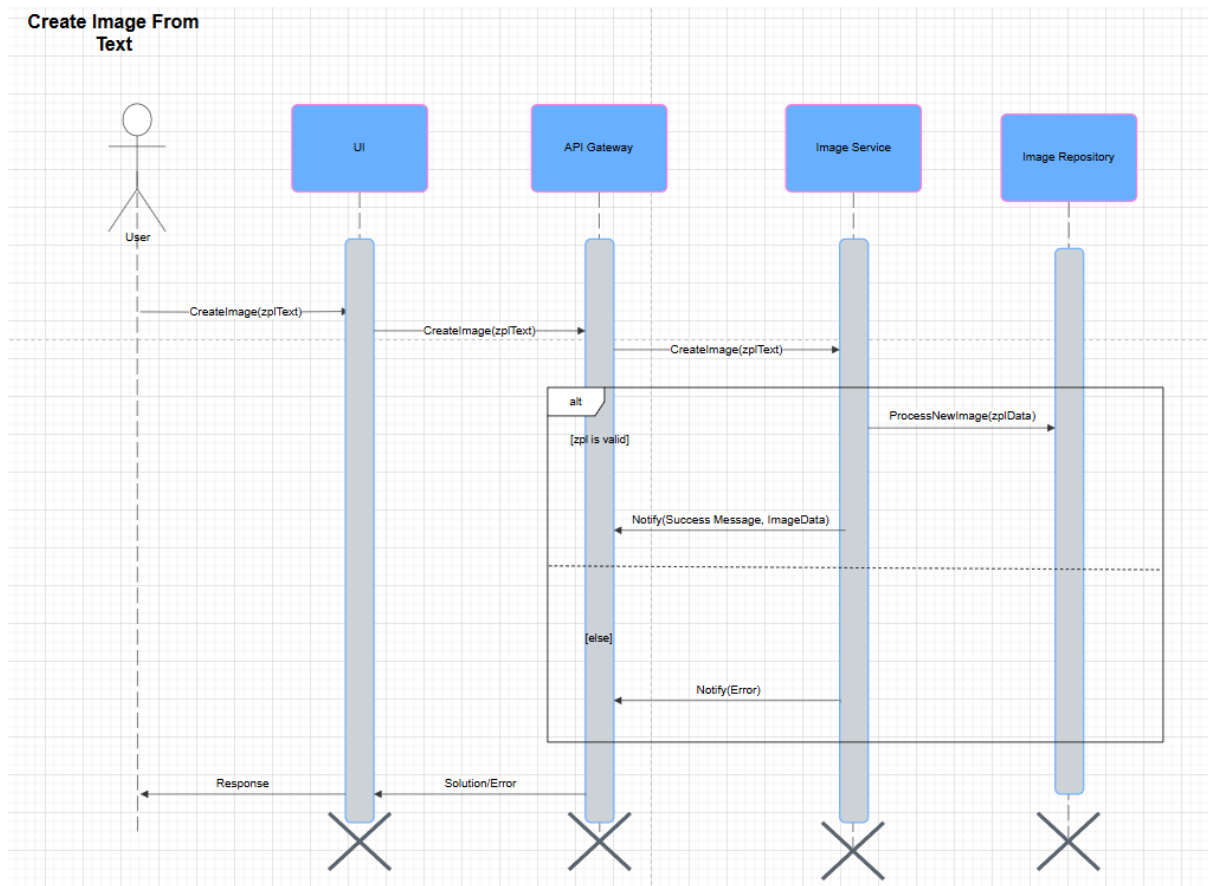 Create Image From
Text
UI
API Gateway
Image Service
Image Repository
User
CreateImage(zplText)
CreateImage(zplText)
CreateImage(zplText)
alt
ProcessNewImage(zplData)
[zpl is valid]
Notify(Success Message, ImageData)
[else]
Notify(Error)
Response
Solution/Error